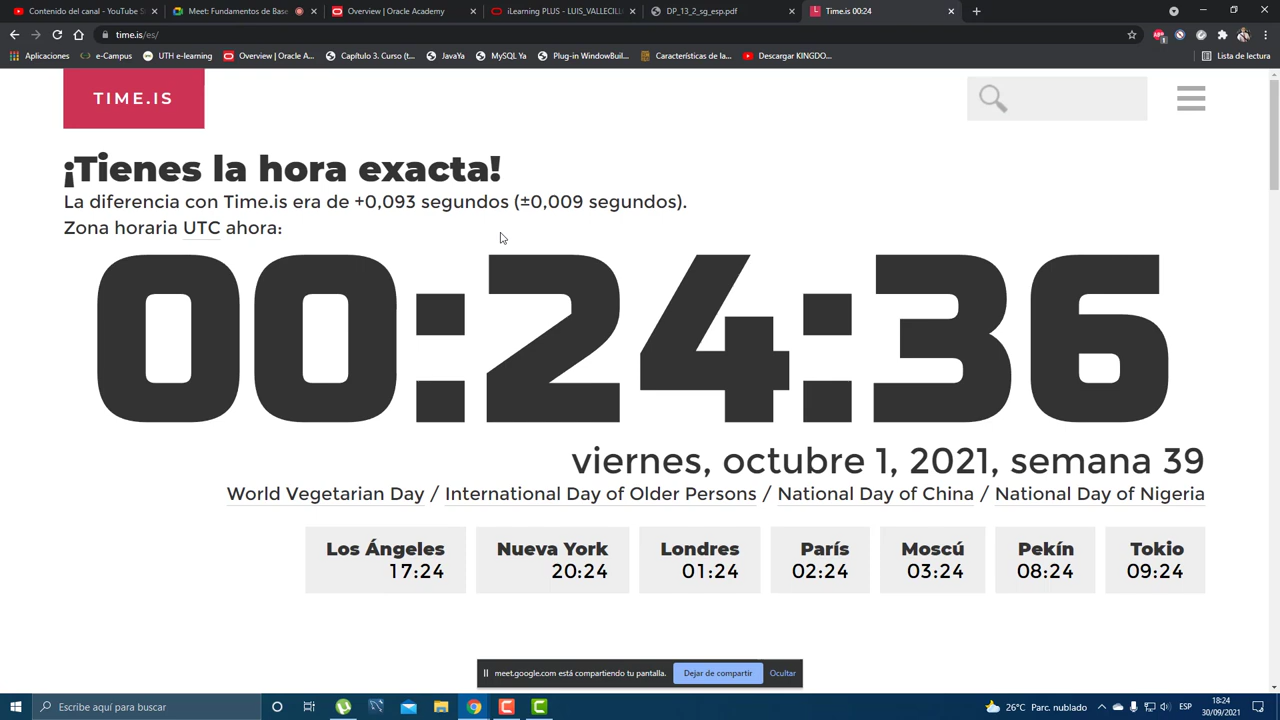 Contenido del canal - YouTube S
Meet: Fundamentos de Base
Overview | Oracle Academy
iLearning PLUS - LUIS_VALLECILL
DP_13_2_sg_esp.pdf
Time.is 00:24
time.is/es/
Aplicaciones
e-Campus
UTH e-learning
Overview | Oracle A...
Capítulo 3. Curso (t...
JavaYa
MySQL Ya
Plug-in WindowBuil...
Características de la...
Descargar KINGDO...
Lista de lectura
TIME.IS
¡Tienes la hora exacta!
La diferencia con Time.is era de +0,093 segundos (±0,009 segundos).
Zona horaria UTC ahora:
00:24:36
viernes, octubre 1, 2021, semana 39
World Vegetarian Day / International Day of Older Persons / National Day of China / National Day of Nigeria
Los Ángeles
17:24
Nueva York
20:24
Londres
01:24
París
02:24
Moscú
03:24
Pekín
08:24
Tokio
09:24
meet.google.com está compartiendo tu pantalla.
Dejar de compartir
Ocultar
Escribe aquí para buscar
26°C Parc. nublado
ESP
18:24
30/09/2021